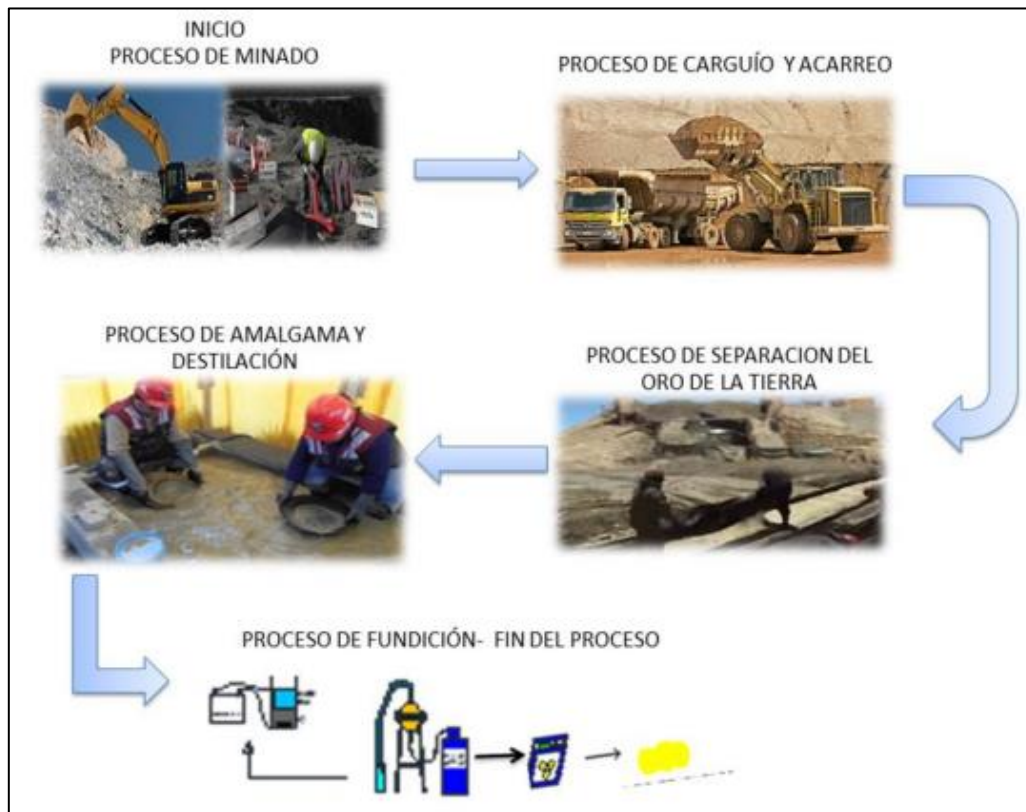 INICIO
PROCESO DE MINADO
PROCESO DE CARGUÍO Y ACARREO
PROCESO DE SEPARACION DEL
ORO DE LA TIERRA
PROCESO DE AMALGAMA Y
DESTILACIÓN
PROCESO DE FUNDICIÓN- FIN DEL PROCESO